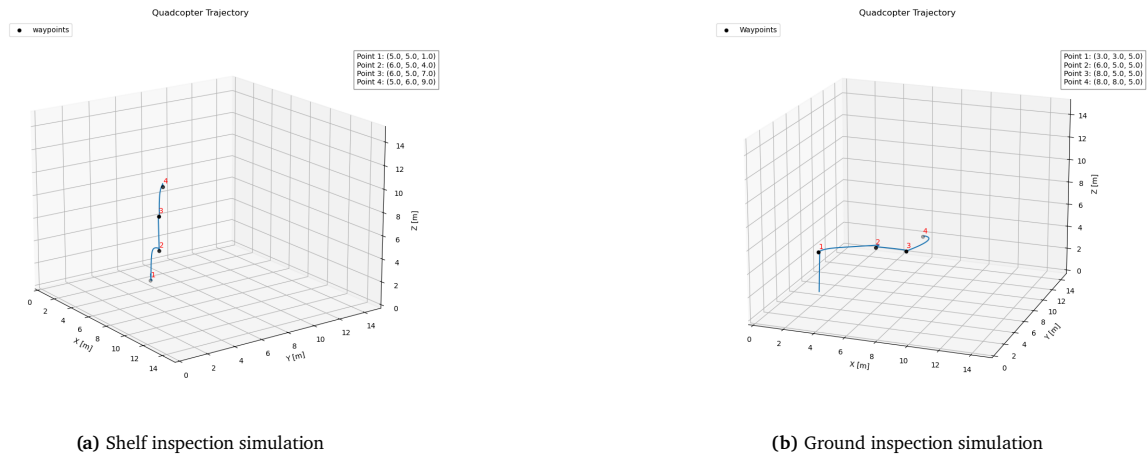 Quadcopter Trajectory
waypoints
Point 1: (5.0, 5.0, 1.0)
Point 2: (6.0, 5.0, 4.0)
Point 3: (6.0, 5.0, 7.0)
Point 4: (5.0, 6.0, 9.0)
4
3
2
1
14
12
10
8
6
4
2
0
Z [m]
0
2
4
6
8
10
12
14
X [m]
0
2
4
6
8
10
12
14
Y [m]
(a) Shelf inspection simulation
Quadcopter Trajectory
Waypoints
Point 1: (3.0, 3.0, 5.0)
Point 2: (6.0, 5.0, 5.0)
Point 3: (8.0, 5.0, 5.0)
Point 4: (8.0, 8.0, 5.0)
1
2
3
4
14
12
10
8
6
4
2
0
Z [m]
0
2
4
6
8
10
12
14
X [m]
0
2
4
6
8
10
12
14
Y [m]
(b) Ground inspection simulation